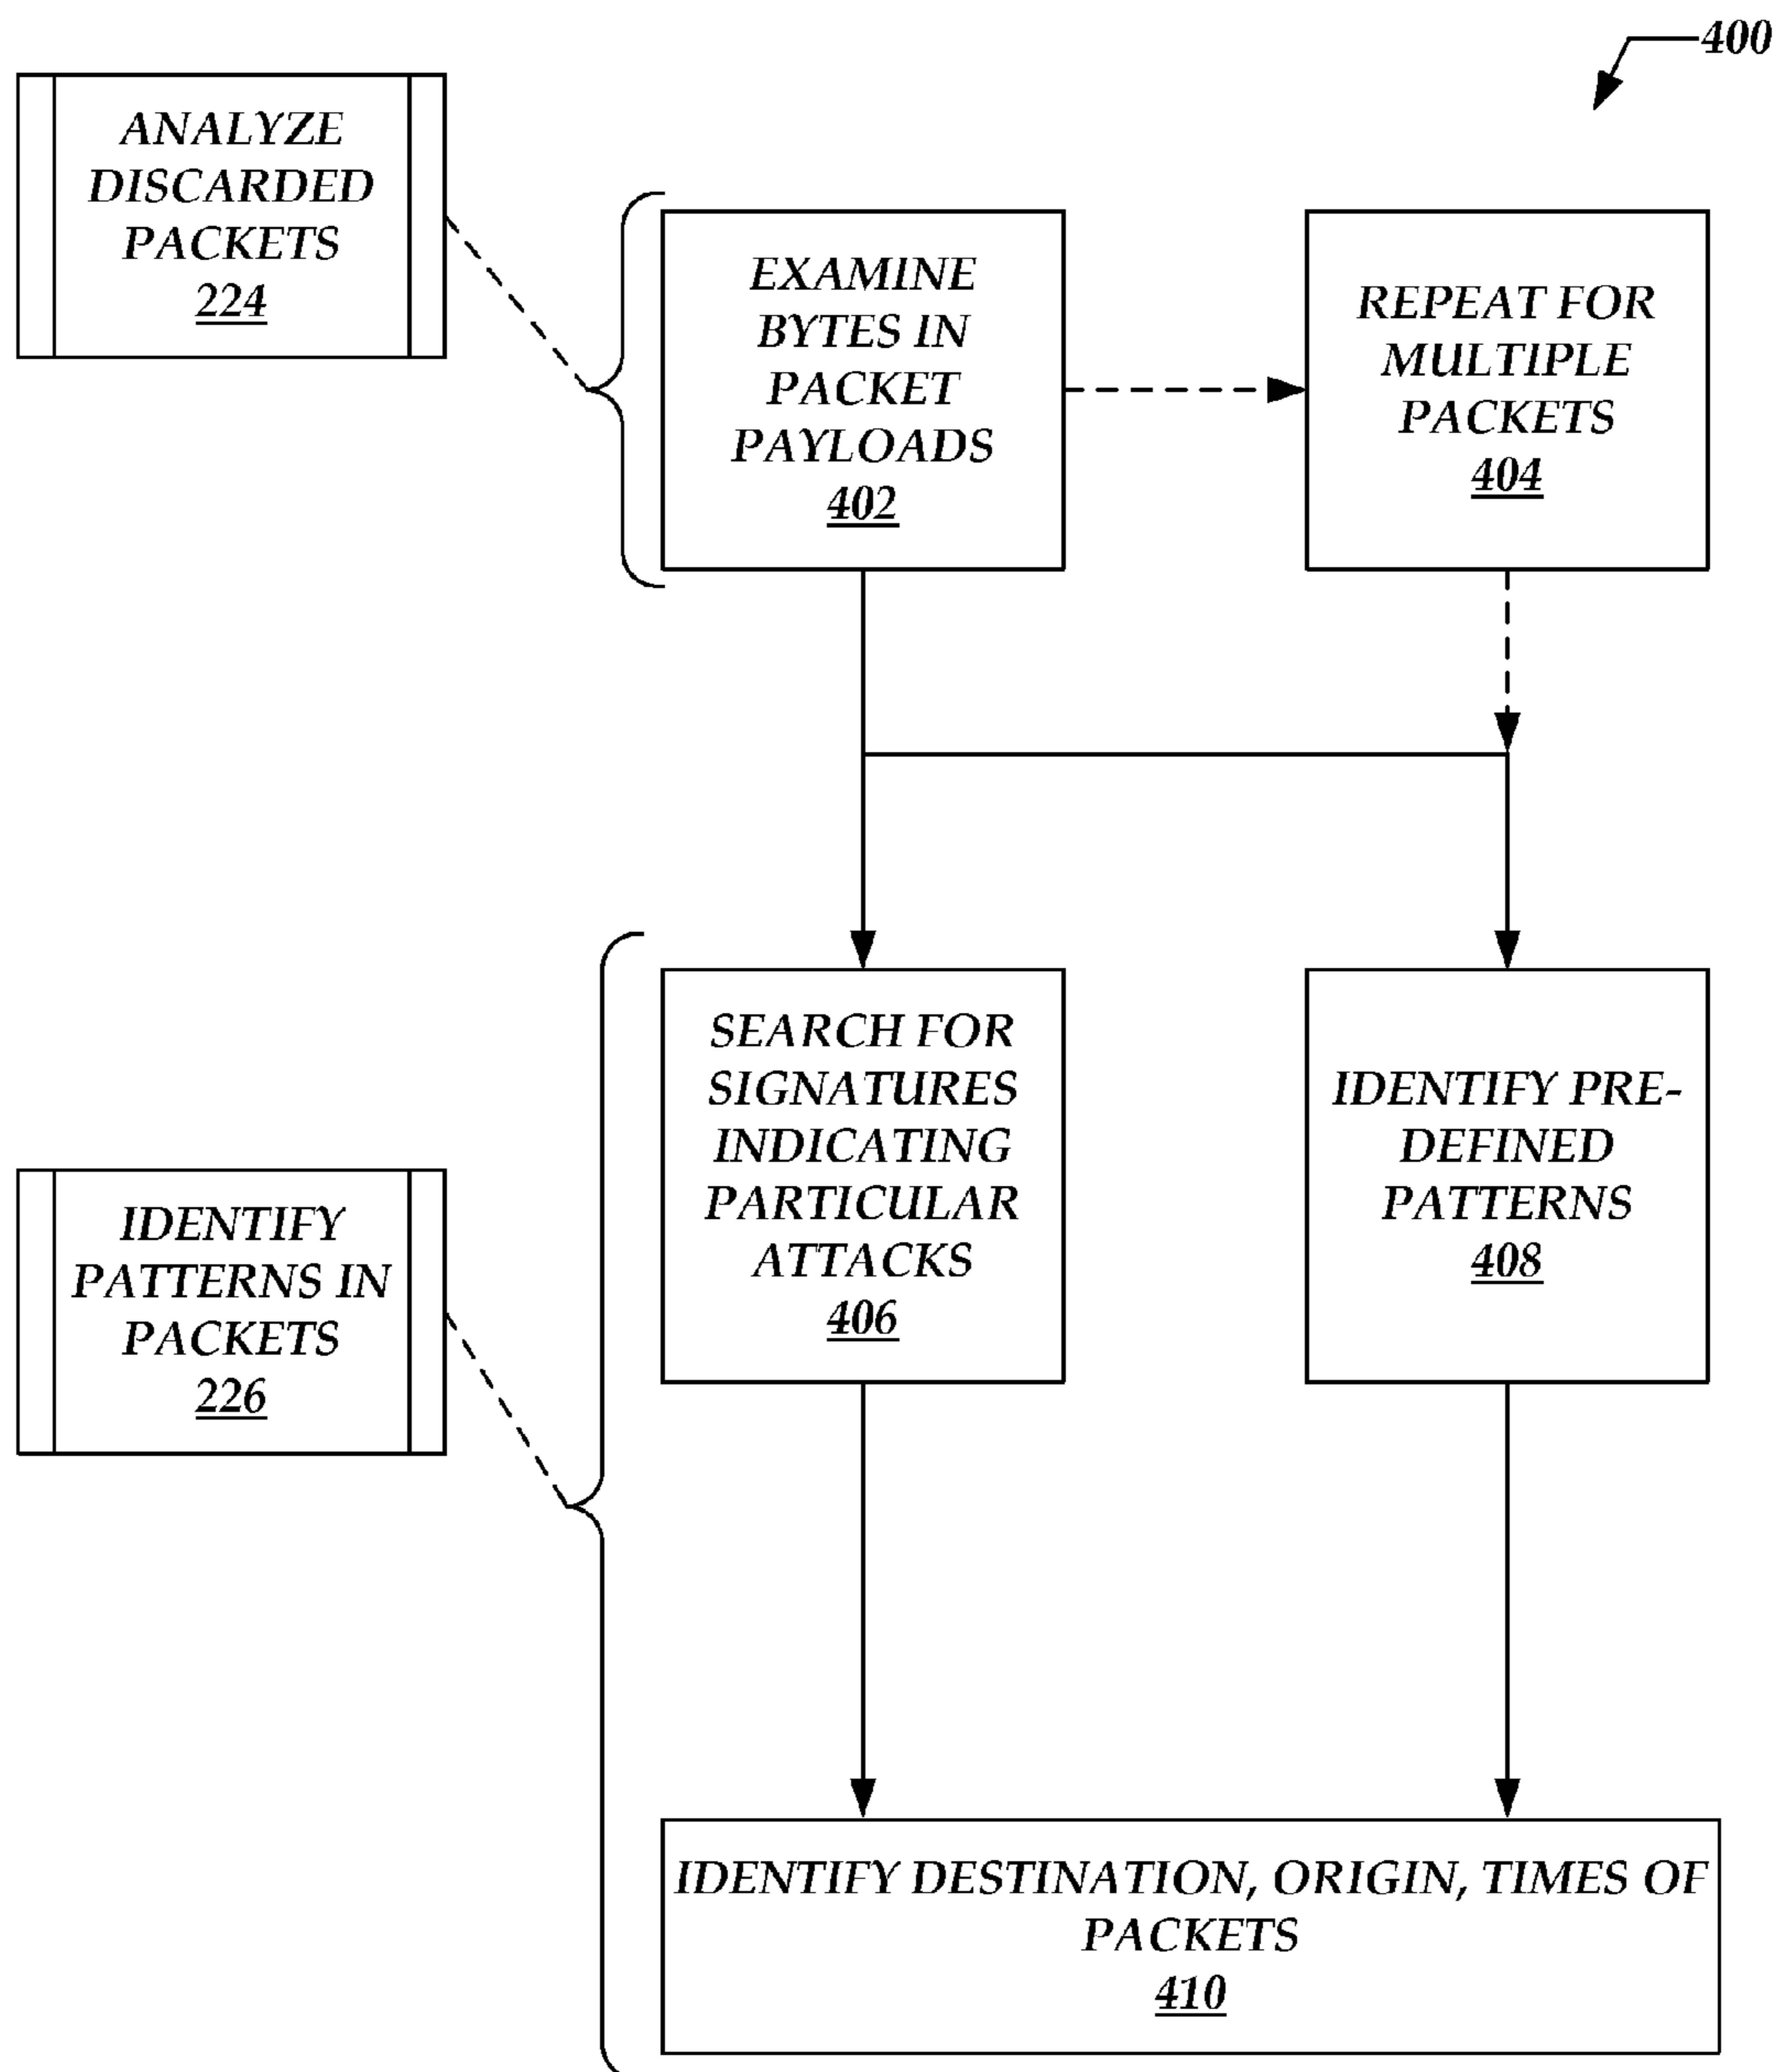 400
ANALYZE
DISCARDED
PACKETS
224
EXAMINE
BYTES IN
PACKET
PAYLOADS
402
REPEAT FOR
MULTIPLE
PACKETS
404
SEARCH FOR
SIGNATURES
INDICATING
PARTICULAR
ATTACKS
406
IDENTIFY PRE-
DEFINED
PATTERNS
408
IDENTIFY
PATTERNS IN
PACKETS
226
IDENTIFY DESTINATION, ORIGIN, TIMES OF
PACKETS
410